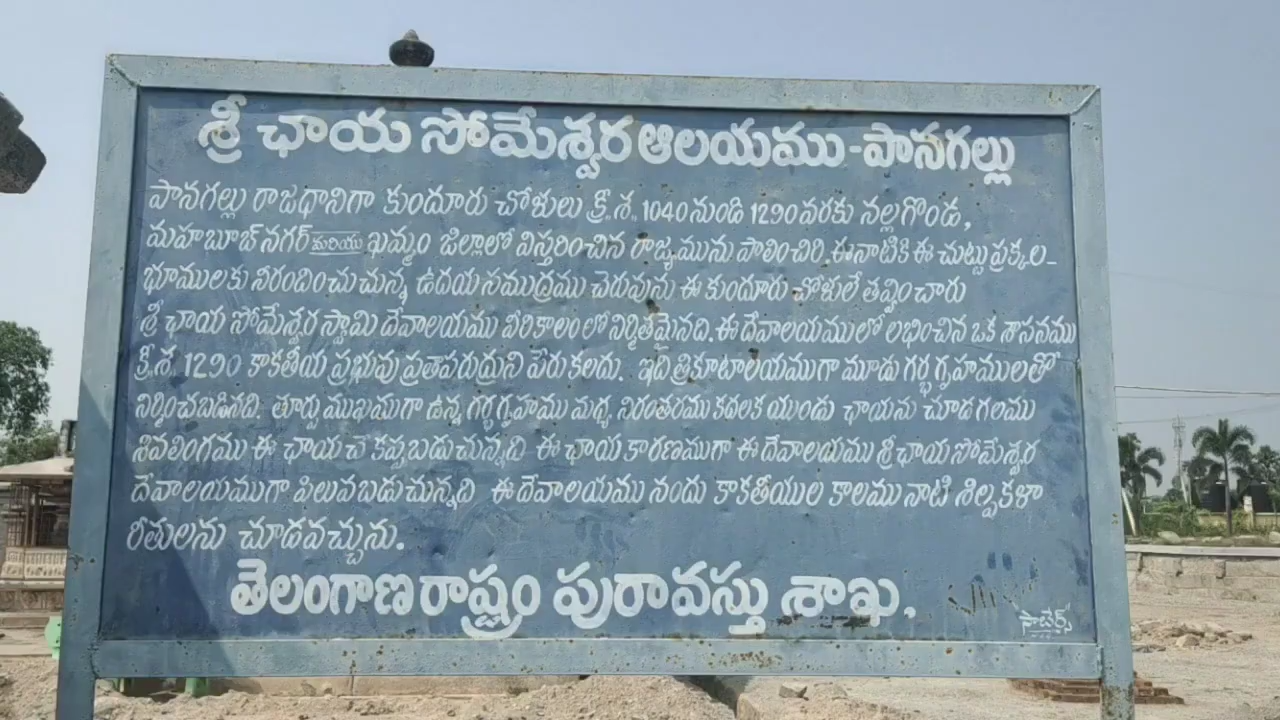 శ్రీ ఛాయ సోమేశ్వర ఆలయము-పానగల్లు
పానగల్లు రాజధానిగా కుందూరు చోళులు క్రీ.శ. 1040 నుండి 1290 వరకు నల్లగొండ,
మహబూబ్ నగర్ మరియు ఖమ్మం జిల్లాలో విస్తరించిన రాజ్యమును పాలించిరి. ఈనాటికి ఈ చుట్టు ప్రక్కల-
భూములకు నీరందించుచున్న ఉదయ సముద్రము చెరువును ఈ కుందూరు చోళులే తవ్వించారు
శ్రీ ఛాయ సోమేశ్వర స్వామి దేవాలయము వీరికాలంలో నిర్మితమైనది. ఈ దేవాలయములో లభించిన ఒక శాసనము
క్రీ.శ. 1290 కాకతీయ ప్రభువు ప్రతాపరుద్రుని పేరు కలదు. ఇది త్రికూటాలయముగా మూడు గర్భగృహములతో
నిర్మించబడినది. తూర్పు ముఖముగా ఉన్న గర్భగృహము మధ్య నిరంతరము కదలక యుండు ఛాయను చూడగలము
శివలింగము ఈ ఛాయచే కప్పబడుచున్నది ఈ ఛాయ కారణముగా ఈ దేవాలయము శ్రీ ఛాయ సోమేశ్వర
దేవాలయముగా పిలువబడుచున్నది ఈ దేవాలయము నందు కాకతీయుల కాలము నాటి శిల్పకళా
రీతులను చూడవచ్చును.
తెలంగాణ రాష్ట్రం పురావస్తు శాఖ,